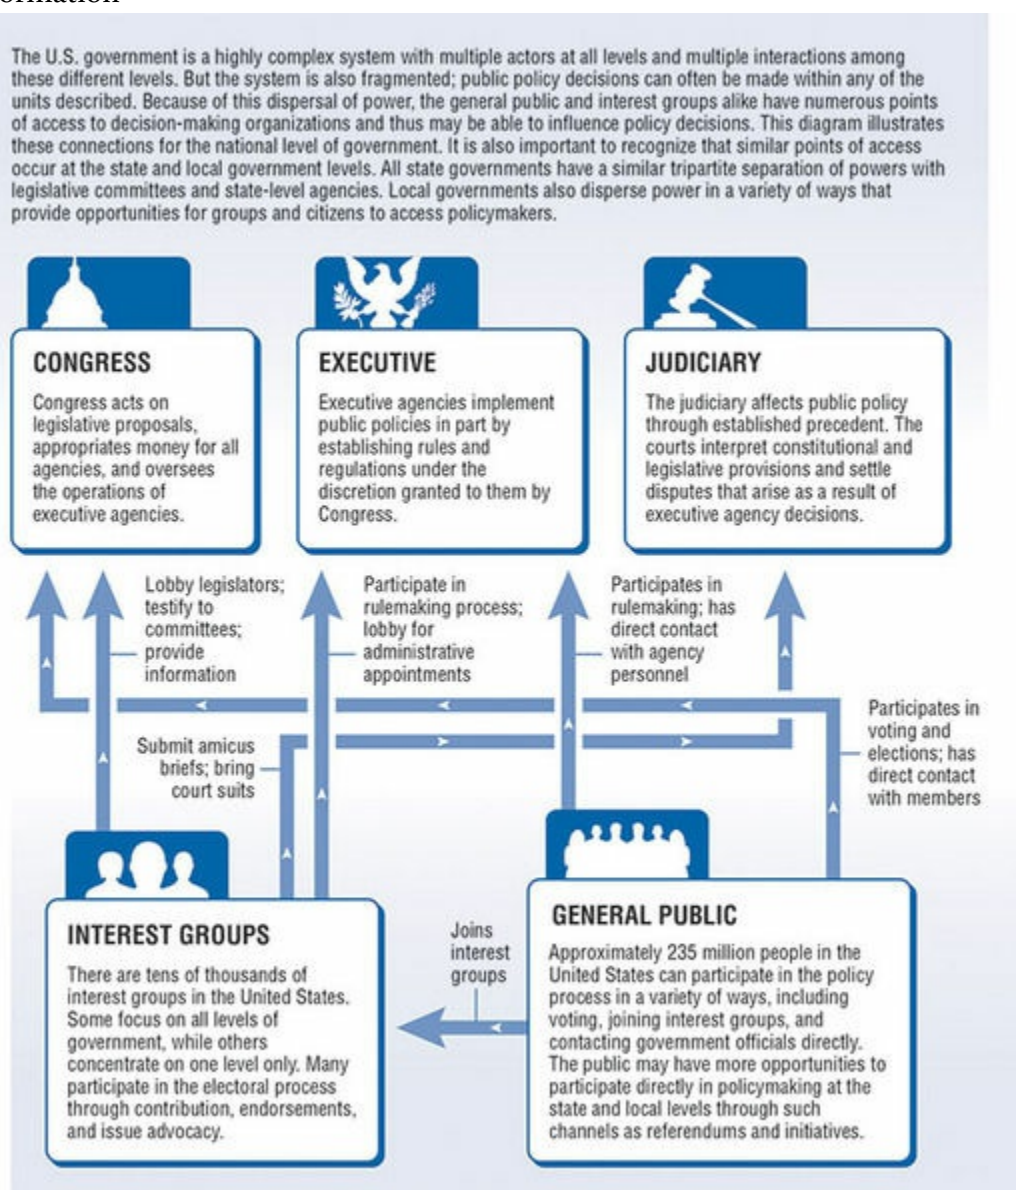 ormation
The U.S. government is a highly complex system with multiple actors at all levels and multiple interactions among
these different levels. But the system is also fragmented; public policy decisions can often be made within any of the
units described. Because of this dispersal of power, the general public and interest groups alike have numerous points
of access to decision-making organizations and thus may be able to influence policy decisions. This diagram illustrates
these connections for the national level of government. It is also important to recognize that similar points of access
occur at the state and local government levels. All state governments have a similar tripartite separation of powers with
legislative committees and state-level agencies. Local governments also disperse power in a variety of ways that
provide opportunities for groups and citizens to access policymakers.
CONGRESS
Congress acts on
legislative proposals,
appropriates money for all
agencies, and oversees
the operations of
executive agencies.
EXECUTIVE
Executive agencies implement
public policies in part by
establishing rules and
regulations under the
discretion granted to them by
Congress.
JUDICIARY
The judiciary affects public policy
through established precedent. The
courts interpret constitutional and
legislative provisions and settle
disputes that arise as a result of
executive agency decisions.
Lobby legislators;
testify to
committees;
provide
information
Participate in
rulemaking process;
lobby for
administrative
appointments
Participates in
rulemaking; has
direct contact
with agency
personnel
Participates in
voting and
elections; has
direct contact
with members
Submit amicus
briefs; bring
court suits
INTEREST GROUPS
There are tens of thousands of
interest groups in the United States.
Some focus on all levels of
government, while others
concentrate on one level only. Many
participate in the electoral process
through contribution, endorsements,
and issue advocacy.
Joins
interest
groups
GENERAL PUBLIC
Approximately 235 million people in the
United States can participate in the policy
process in a variety of ways, including
voting, joining interest groups, and
contacting government officials directly.
The public may have more opportunities to
participate directly in policymaking at the
state and local levels through such
channels as referendums and initiatives.